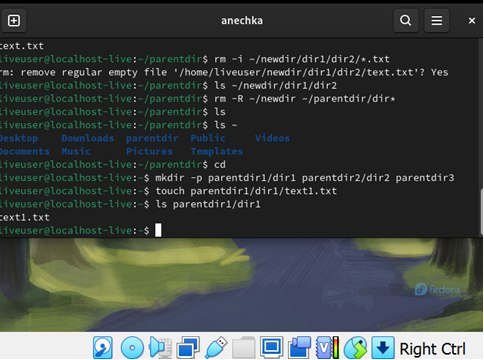 anechka
text.txt
liveuser@localhost-live:~/parentdir$ rm -i ~/newdir/dir1/dir2/*.txt
rm: remove regular empty file '/home/liveuser/newdir/dir1/dir2/text.txt'? Yes
liveuser@localhost-live:~/parentdir$ ls ~/newdir/dir1/dir2
liveuser@localhost-live:~/parentdir$ rm -R ~/newdir ~/parentdir/dir*
liveuser@localhost-live:~/parentdir$ ls
liveuser@localhost-live:~/parentdir$ ls ~
Desktop Downloads parentdir Public Videos
Documents Music Pictures Templates
liveuser@localhost-live:~/parentdir$ cd
liveuser@localhost-live:~$ mkdir -p parentdir1/dir1 parentdir2/dir2 parentdir3
liveuser@localhost-live:~$ touch parentdir1/dir1/text1.txt
liveuser@localhost-live:~$ ls parentdir1/dir1
text1.txt
liveuser@localhost-live:~$
fedora
Right Ctrl